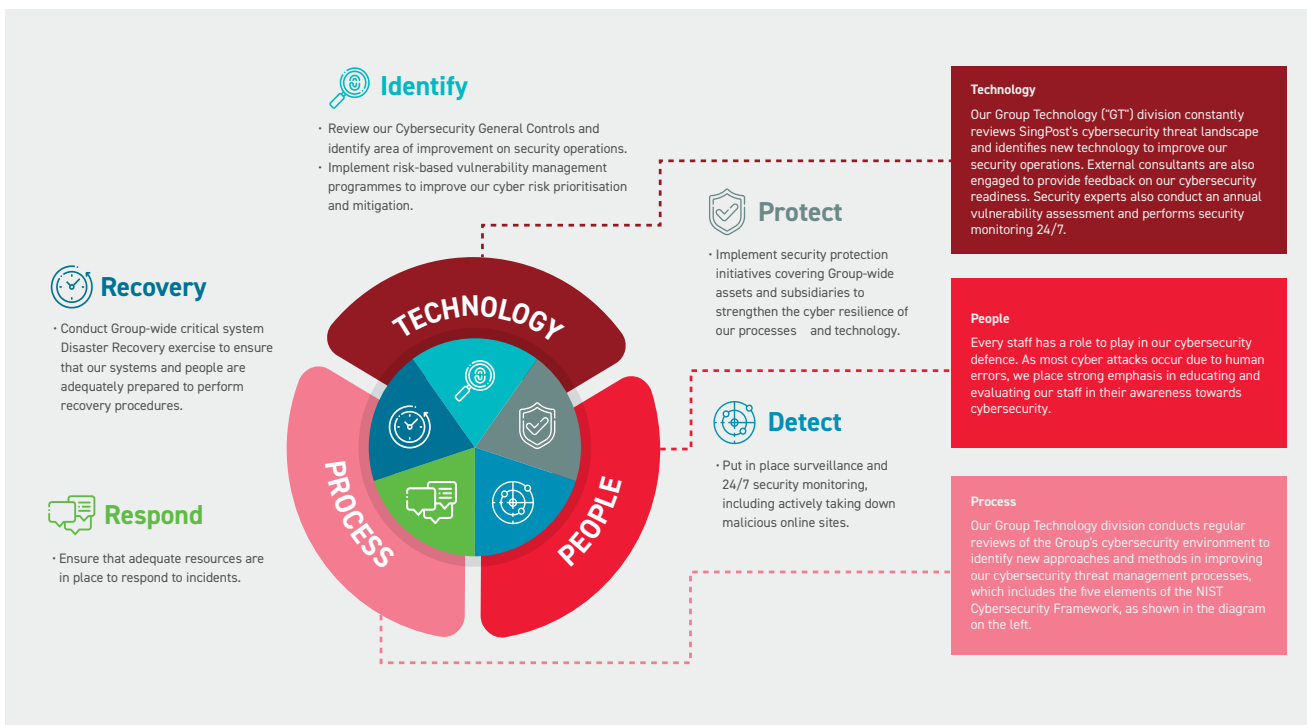 Identify
· Review our Cybersecurity General Controls and
identify area of improvement on security operations.
· Implement risk-based vulnerability management
programmes to improve our cyber risk prioritisation
and mitigation.
Protect
· Implement security protection
initiatives covering Group-wide
assets and subsidiaries to
strengthen the cyber resilience of
our processes and technology.
Detect
· Put in place surveillance and
24/7 security monitoring,
including actively taking down
malicious online sites.
Recovery
· Conduct Group-wide critical system
Disaster Recovery exercise to ensure
that our systems and people are
adequately prepared to perform
recovery procedures.
Respond
· Ensure that adequate resources are
in place to respond to incidents.
TECHNOLOGY
PEOPLE
PROCESS
Technology
Our Group Technology ("GT") division constantly
reviews SingPost's cybersecurity threat landscape
and identifies new technology to improve our
security operations. External consultants are also
engaged to provide feedback on our cybersecurity
readiness. Security experts also conduct an annual
vulnerability assessment and performs security
monitoring 24/7.
People
Every staff has a role to play in our cybersecurity
defence. As most cyber attacks occur due to human
errors, we place strong emphasis in educating and
evaluating our staff in their awareness towards
cybersecurity.
Process
Our Group Technology division conducts regular
reviews of the Group's cybersecurity environment to
identify new approaches and methods in improving
our cybersecurity threat management processes,
which includes the five elements of the NIST
Cybersecurity Framework, as shown in the diagram
on the left.